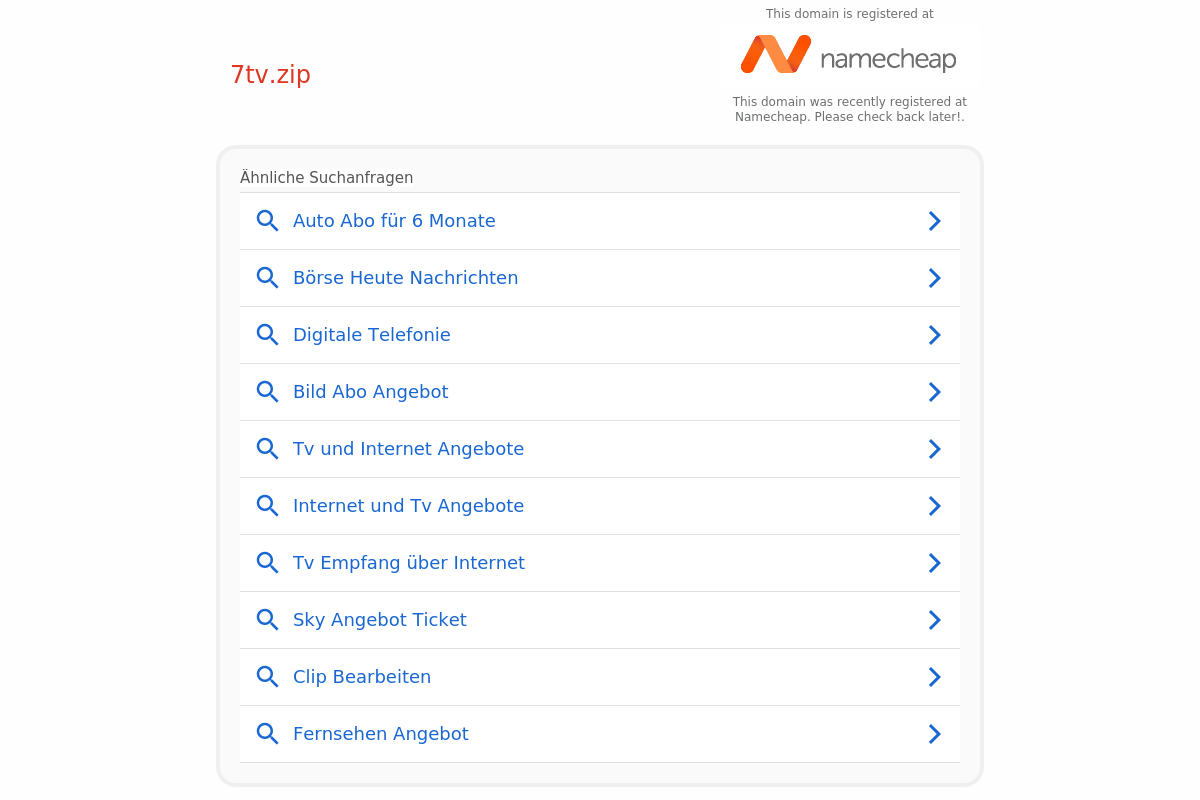 This domain is registered at
namecheap
7tv.zip
This domain was recently registered at
Namecheap. Please check back later!.
Ähnliche Suchanfragen
Auto Abo für 6 Monate
Börse Heute Nachrichten
Digitale Telefonie
Bild Abo Angebot
Tv und Internet Angebote
Internet und Tv Angebote
Tv Empfang über Internet
Sky Angebot Ticket
Clip Bearbeiten
Fernsehen Angebot